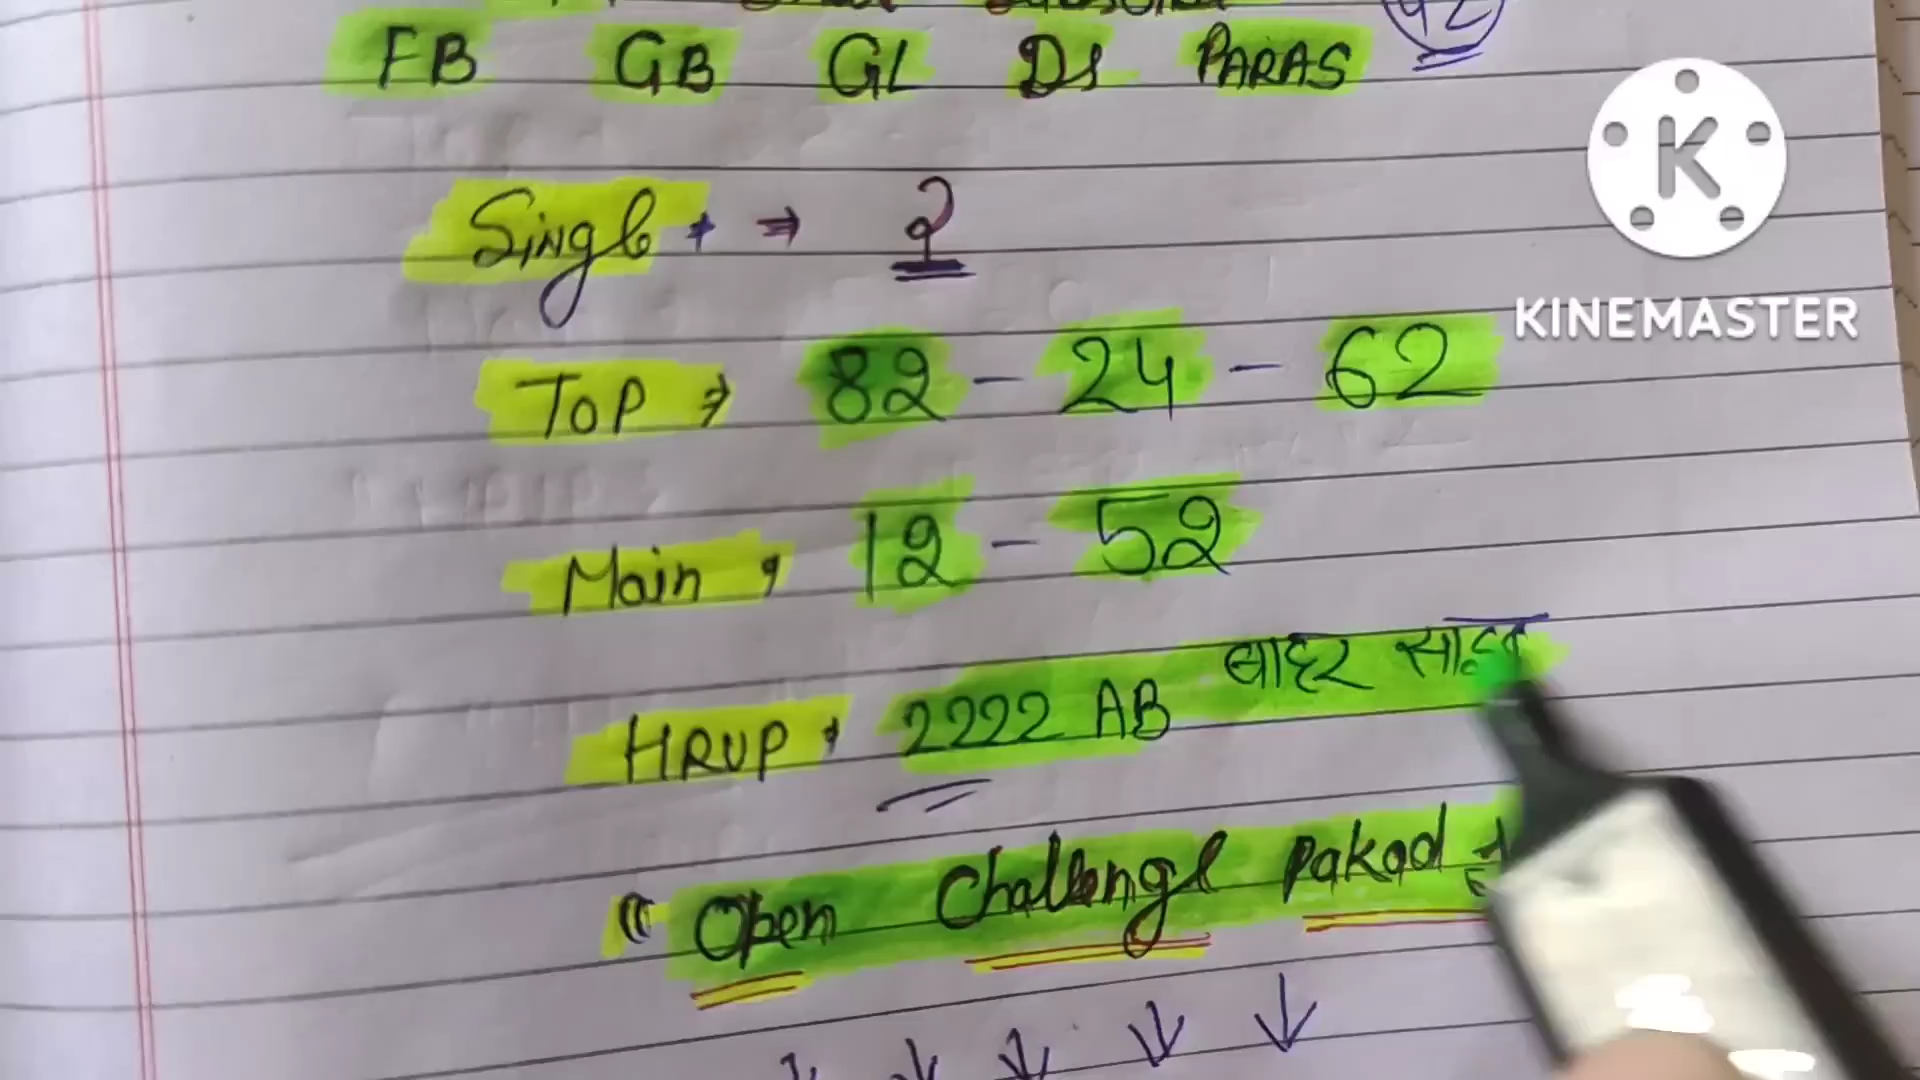 FB GB GL DS PARAS
Single → 2
K
KINEMASTER
TOP → 82 - 24 - 62
Main 12 - 52
HRUP 2222 AB बाहर
(( Open Challenge Pakad